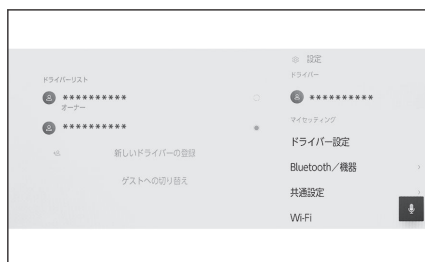 ドライバーリスト
**********
オーナー
**********
新しいドライバーの登録
ゲストへの切り替え
設定
ドライバー
**********
マイセッティング
ドライバー設定
Bluetooth／機器
共通設定
Wi-Fi